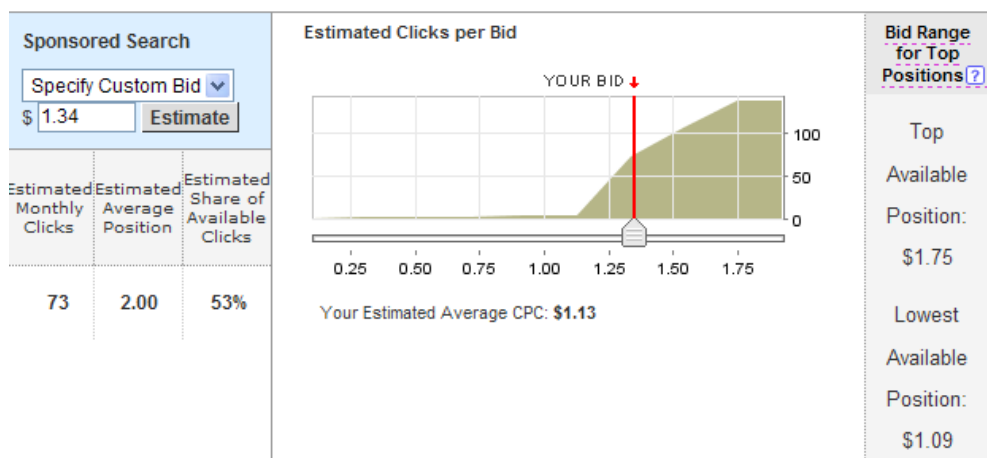 Sponsored Search
Specify Custom Bid
$ 1.34 Estimate
Estimated Monthly Clicks
Estimated Average Position
Estimated Share of Available Clicks
73 2.00 53%
Estimated Clicks per Bid
YOUR BID
100
50
0
0.25 0.50 0.75 1.00 1.25 1.50 1.75
Your Estimated Average CPC: $1.13
Bid Range
for Top
Positions ?
Top
Available
Position:
$1.75
Lowest
Available
Position:
$1.09